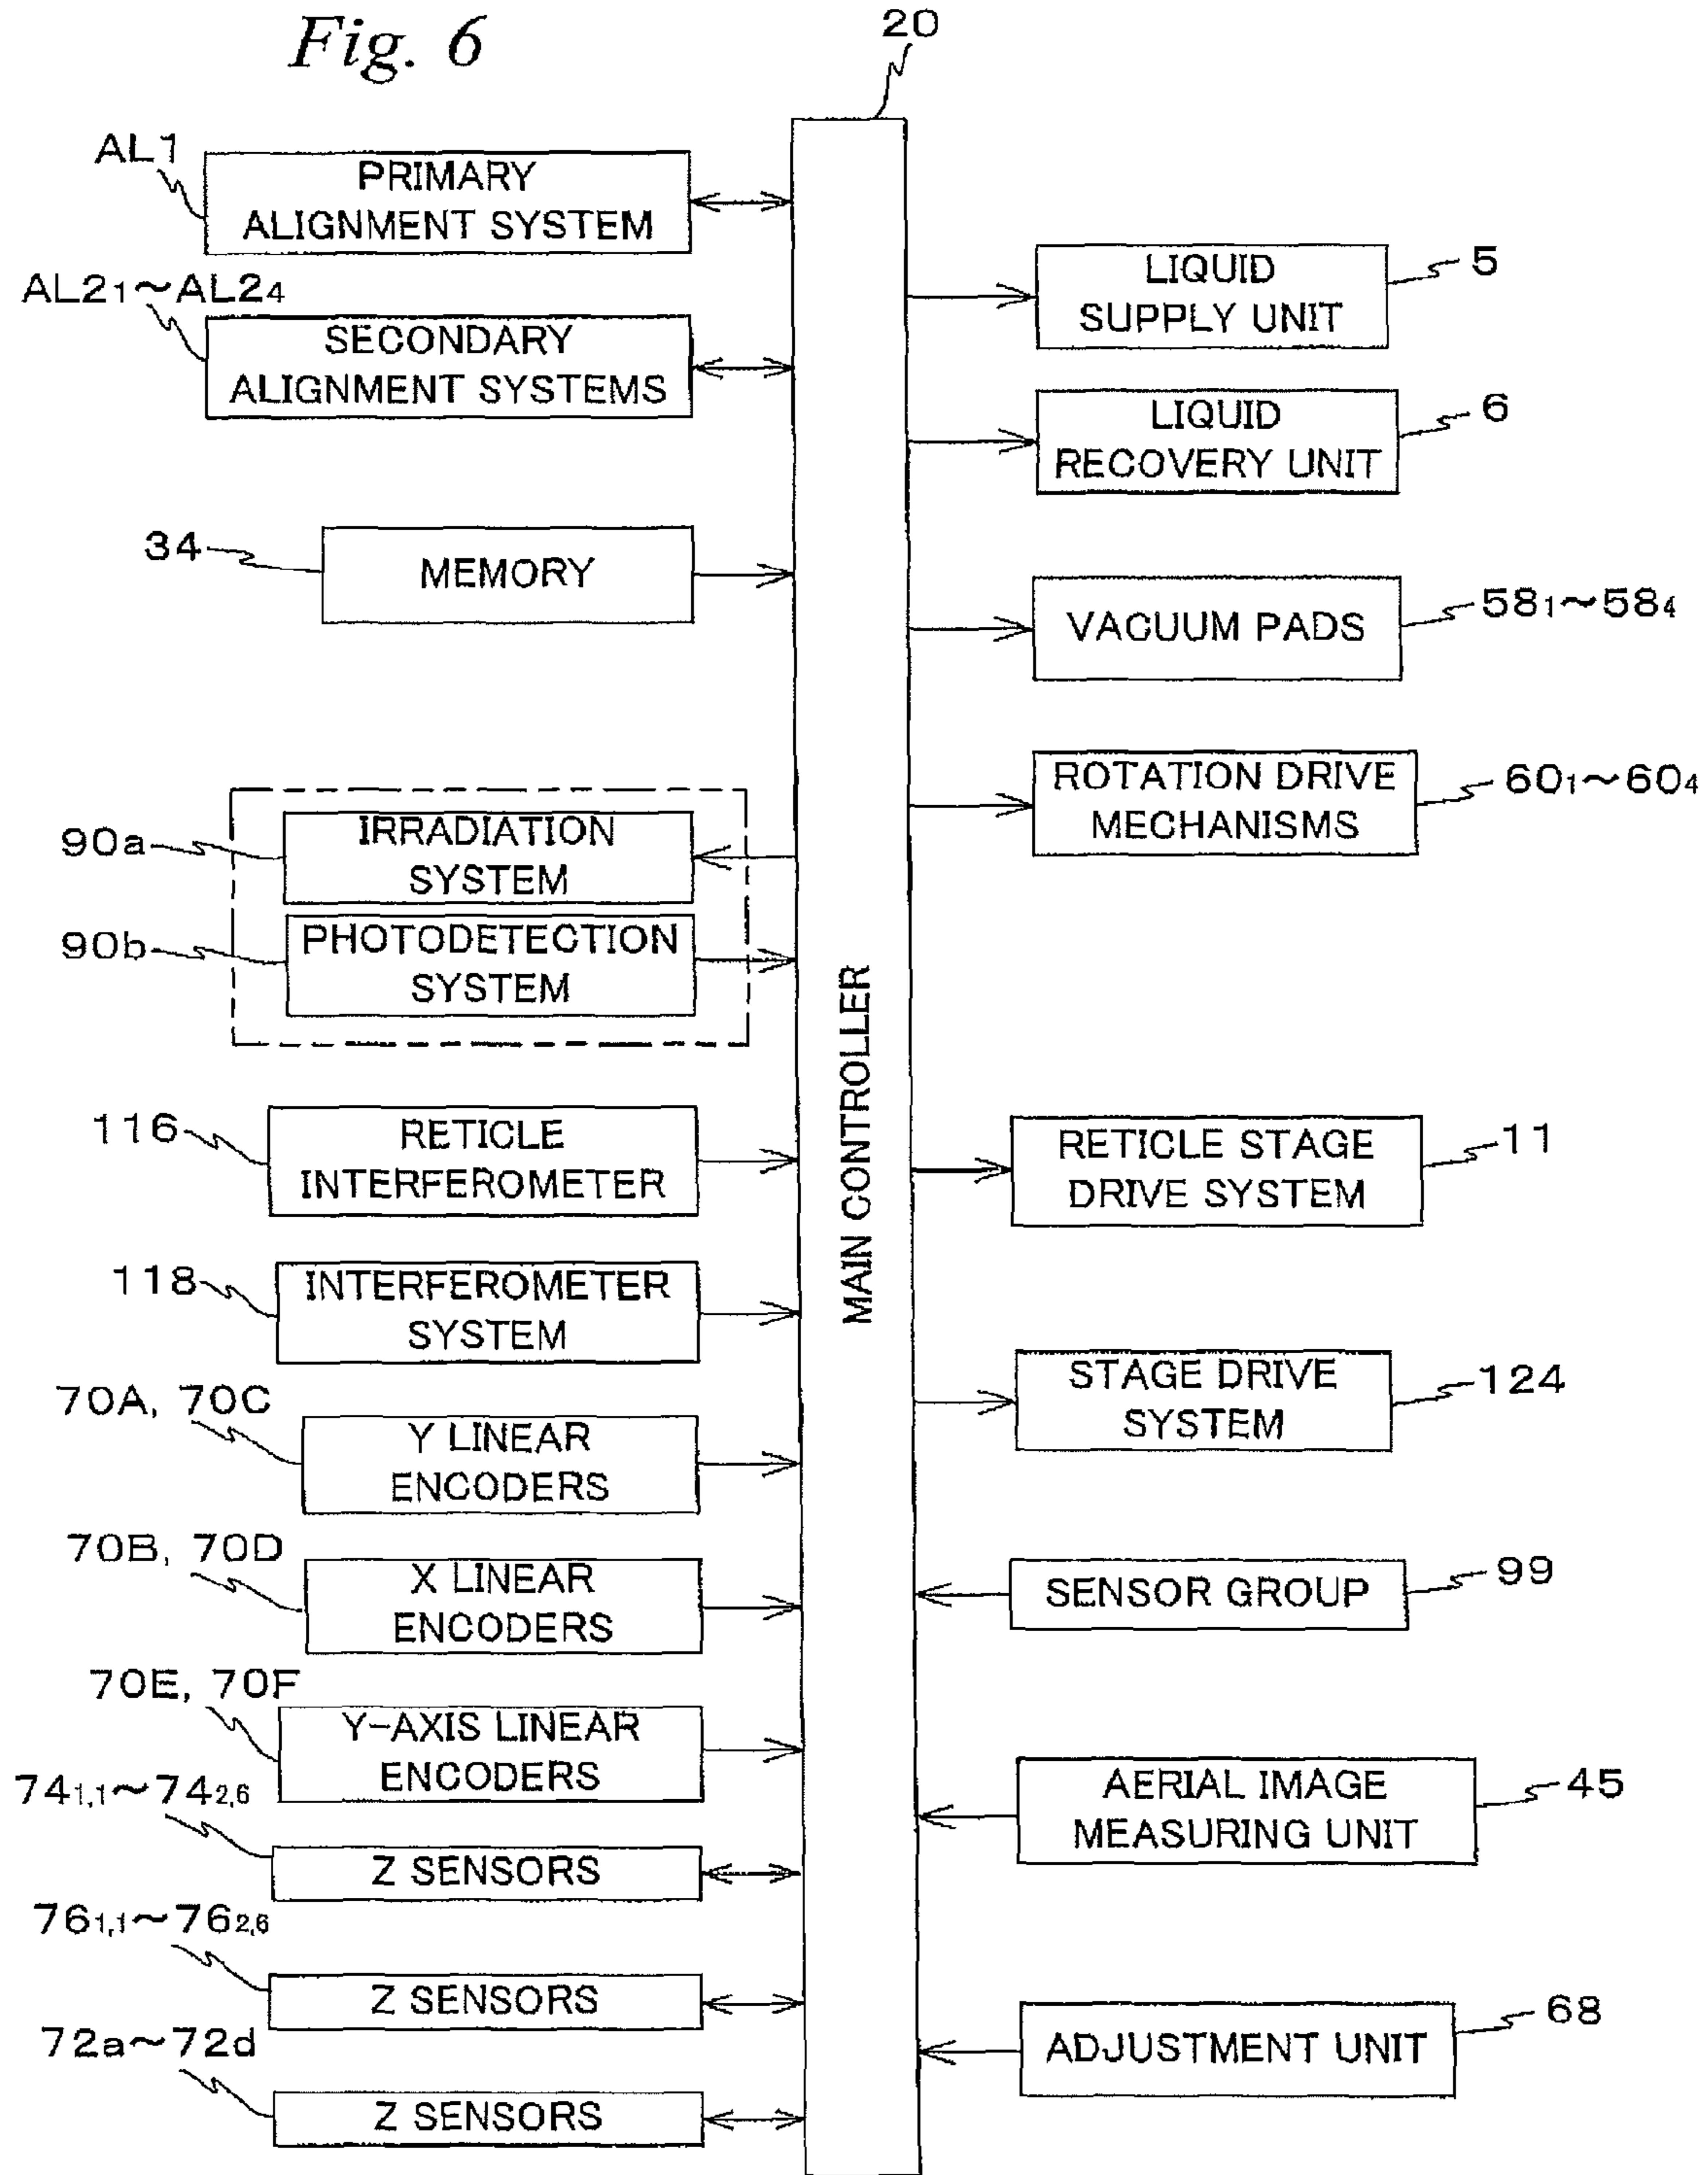 Fig. 6
20
AL1
PRIMARY
ALIGNMENT SYSTEM
AL2₁~AL2₄
SECONDARY
ALIGNMENT SYSTEMS
34
MEMORY
90a
IRRADIATION
SYSTEM
90b
PHOTODETECTION
SYSTEM
116
RETICLE
INTERFEROMETER
118
INTERFEROMETER
SYSTEM
70A, 70C
Y LINEAR
ENCODERS
70B, 70D
X LINEAR
ENCODERS
70E, 70F
Y-AXIS LINEAR
ENCODERS
74₁,₁~74₂,₆
Z SENSORS
76₁,₁~76₂,₆
Z SENSORS
72a~72d
Z SENSORS
MAIN CONTROLLER
LIQUID
SUPPLY UNIT
5
LIQUID
RECOVERY UNIT
6
VACUUM PADS
58₁~58₄
ROTATION DRIVE
MECHANISMS
60₁~60₄
RETICLE STAGE
DRIVE SYSTEM
11
STAGE DRIVE
SYSTEM
124
SENSOR GROUP
99
AERIAL IMAGE
MEASURING UNIT
45
ADJUSTMENT UNIT
68